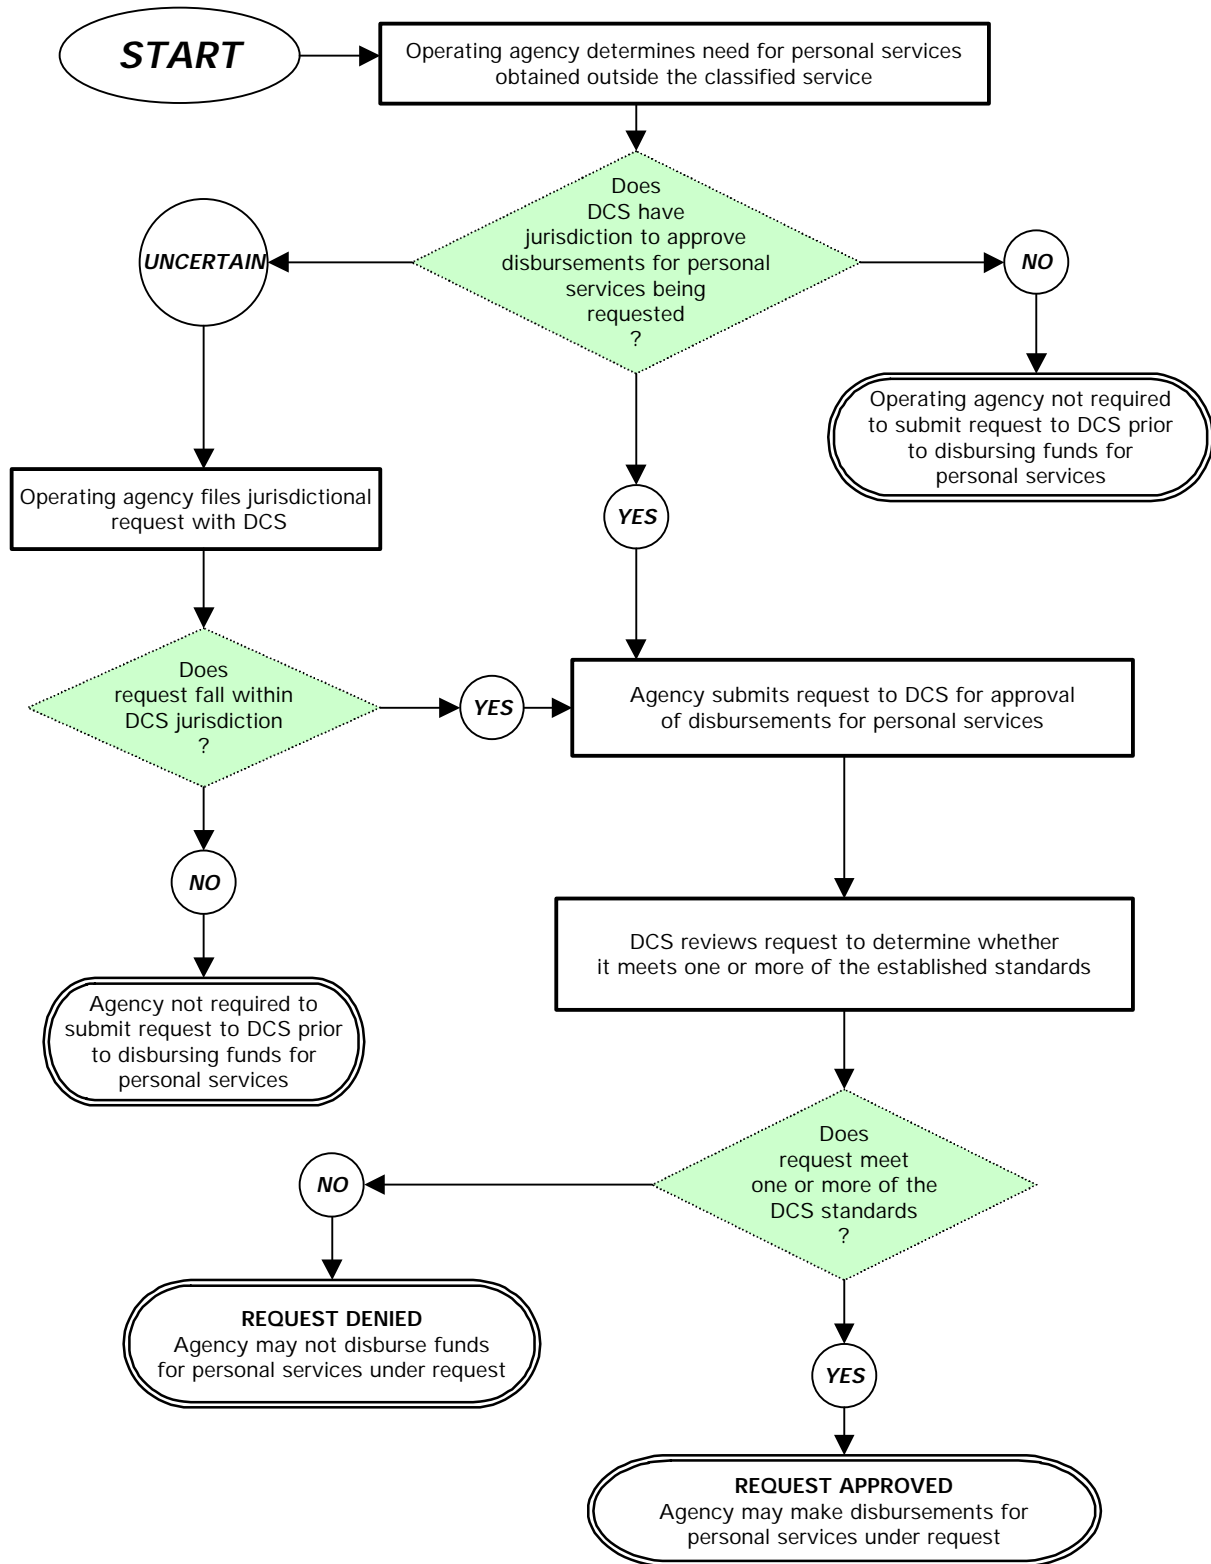 START
Operating agency determines need for personal services
obtained outside the classified service
Does
DCS have
jurisdiction to approve
disbursements for personal
services being
requested
?
UNCERTAIN
NO
Operating agency not required
to submit request to DCS prior
to disbursing funds for
personal services
YES
Operating agency files jurisdictional
request with DCS
Does
request fall within
DCS jurisdiction
?
YES
Agency submits request to DCS for approval
of disbursements for personal services
NO
Agency not required to
submit request to DCS prior
to disbursing funds for
personal services
DCS reviews request to determine whether
it meets one or more of the established standards
Does
request meet
one or more of the
DCS standards
?
NO
REQUEST DENIED
Agency may not disburse funds
for personal services under request
YES
REQUEST APPROVED
Agency may make disbursements for
personal services under request